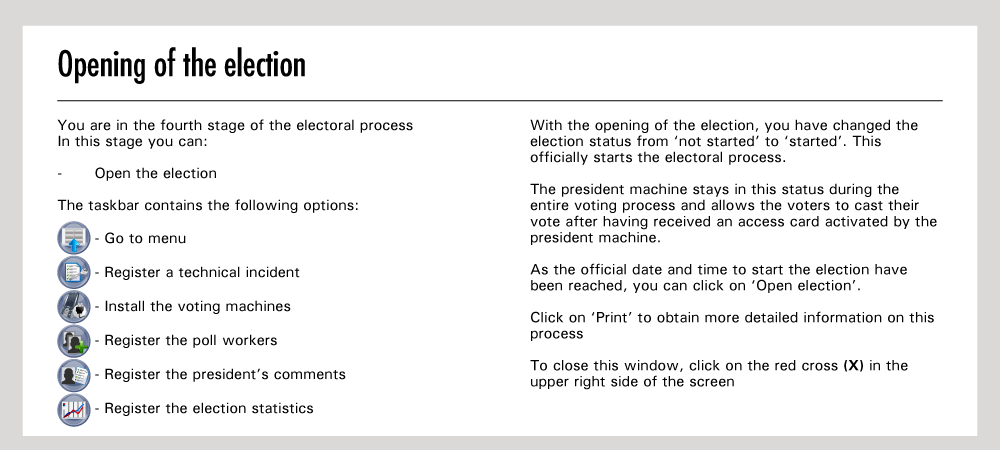 Opening of the election
You are in the fourth stage of the electoral process
In this stage you can:
- Open the election
The taskbar contains the following options:
- Go to menu
- Register a technical incident
- Install the voting machines
- Register the poll workers
- Register the president’s comments
- Register the election statistics
With the opening of the election, you have changed the
election status from ‘not started’ to ‘started’. This
officially starts the electoral process.
The president machine stays in this status during the
entire voting process and allows the voters to cast their
vote after having received an access card activated by the
president machine.
As the official date and time to start the election have
been reached, you can click on ‘Open election’.
Click on ‘Print’ to obtain more detailed information on this
process
To close this window, click on the red cross (X) in the
upper right side of the screen